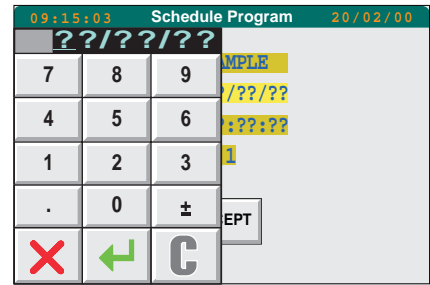 09:15:03 Schedule Program 20/02/00
??/??/??
7 8 9 AMPLE
?/??/??
4 5 6 ?:??:??
1 2 3 1
. 0 ± EPT
C